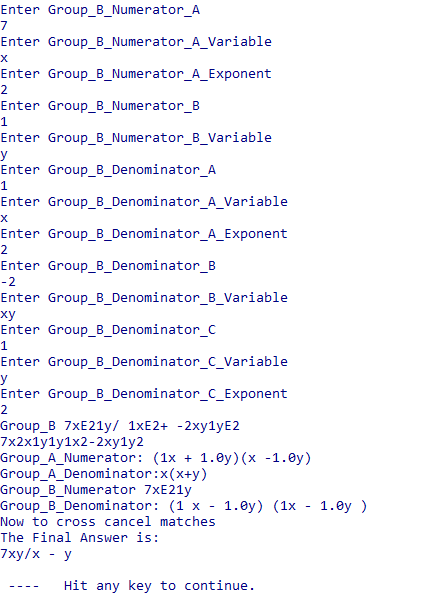 Enter Group_B_Numerator_A
7
Enter Group_B_Numerator_A_Variable
x
Enter Group_B_Numerator_A_Exponent
2
Enter Group_B_Numerator_B
1
Enter Group_B_Numerator_B_Variable
y
Enter Group_B_Denominator_A
1
Enter Group_B_Denominator_A_Variable
x
Enter Group_B_Denominator_A_Exponent
2
Enter Group_B_Denominator_B
-2
Enter Group_B_Denominator_B_Variable
xy
Enter Group_B_Denominator_C
1
Enter Group_B_Denominator_C_Variable
y
Enter Group_B_Denominator_C_Exponent
2
Group_B 7xE21y/ 1xE2+ -2xy1yE2
7x2x1y1y1x2-2xy1y2
Group_A_Numerator: (1x + 1.0y)(x -1.0y)
Group_A_Denominator:x(x+y)
Group_B_Numerator 7xE21y
Group_B_Denominator: (1 x - 1.0y) (1x - 1.0y )
Now to cross cancel matches
The Final Answer is:
7xy/x - y
----   Hit any key to continue.